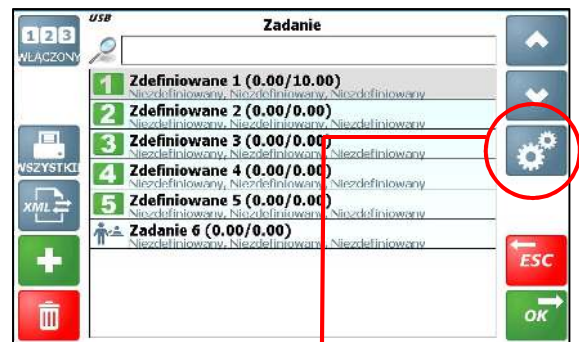 USB
Zadanie
1 2 3
WŁĄCZONY
1 Zdefiniowane 1 (0.00/10.00)
Niezdefiniowany, Niezdefiniowany, Niezdefiniowany
2 Zdefiniowane 2 (0.00/0.00)
Niezdefiniowany, Niezdefiniowany, Niezdefiniowany
3 Zdefiniowane 3 (0.00/0.00)
Niezdefiniowany, Niezdefiniowany, Niezdefiniowany
WSZYSTKIE
4 Zdefiniowane 4 (0.00/0.00)
Niezdefiniowany, Niezdefiniowany, Niezdefiniowany
XML
5 Zdefiniowane 5 (0.00/0.00)
Niezdefiniowany, Niezdefiniowany, Niezdefiniowany
Zadanie 6 (0.00/0.00)
Niezdefiniowany, Niezdefiniowany, Niezdefiniowany
ESC
OK